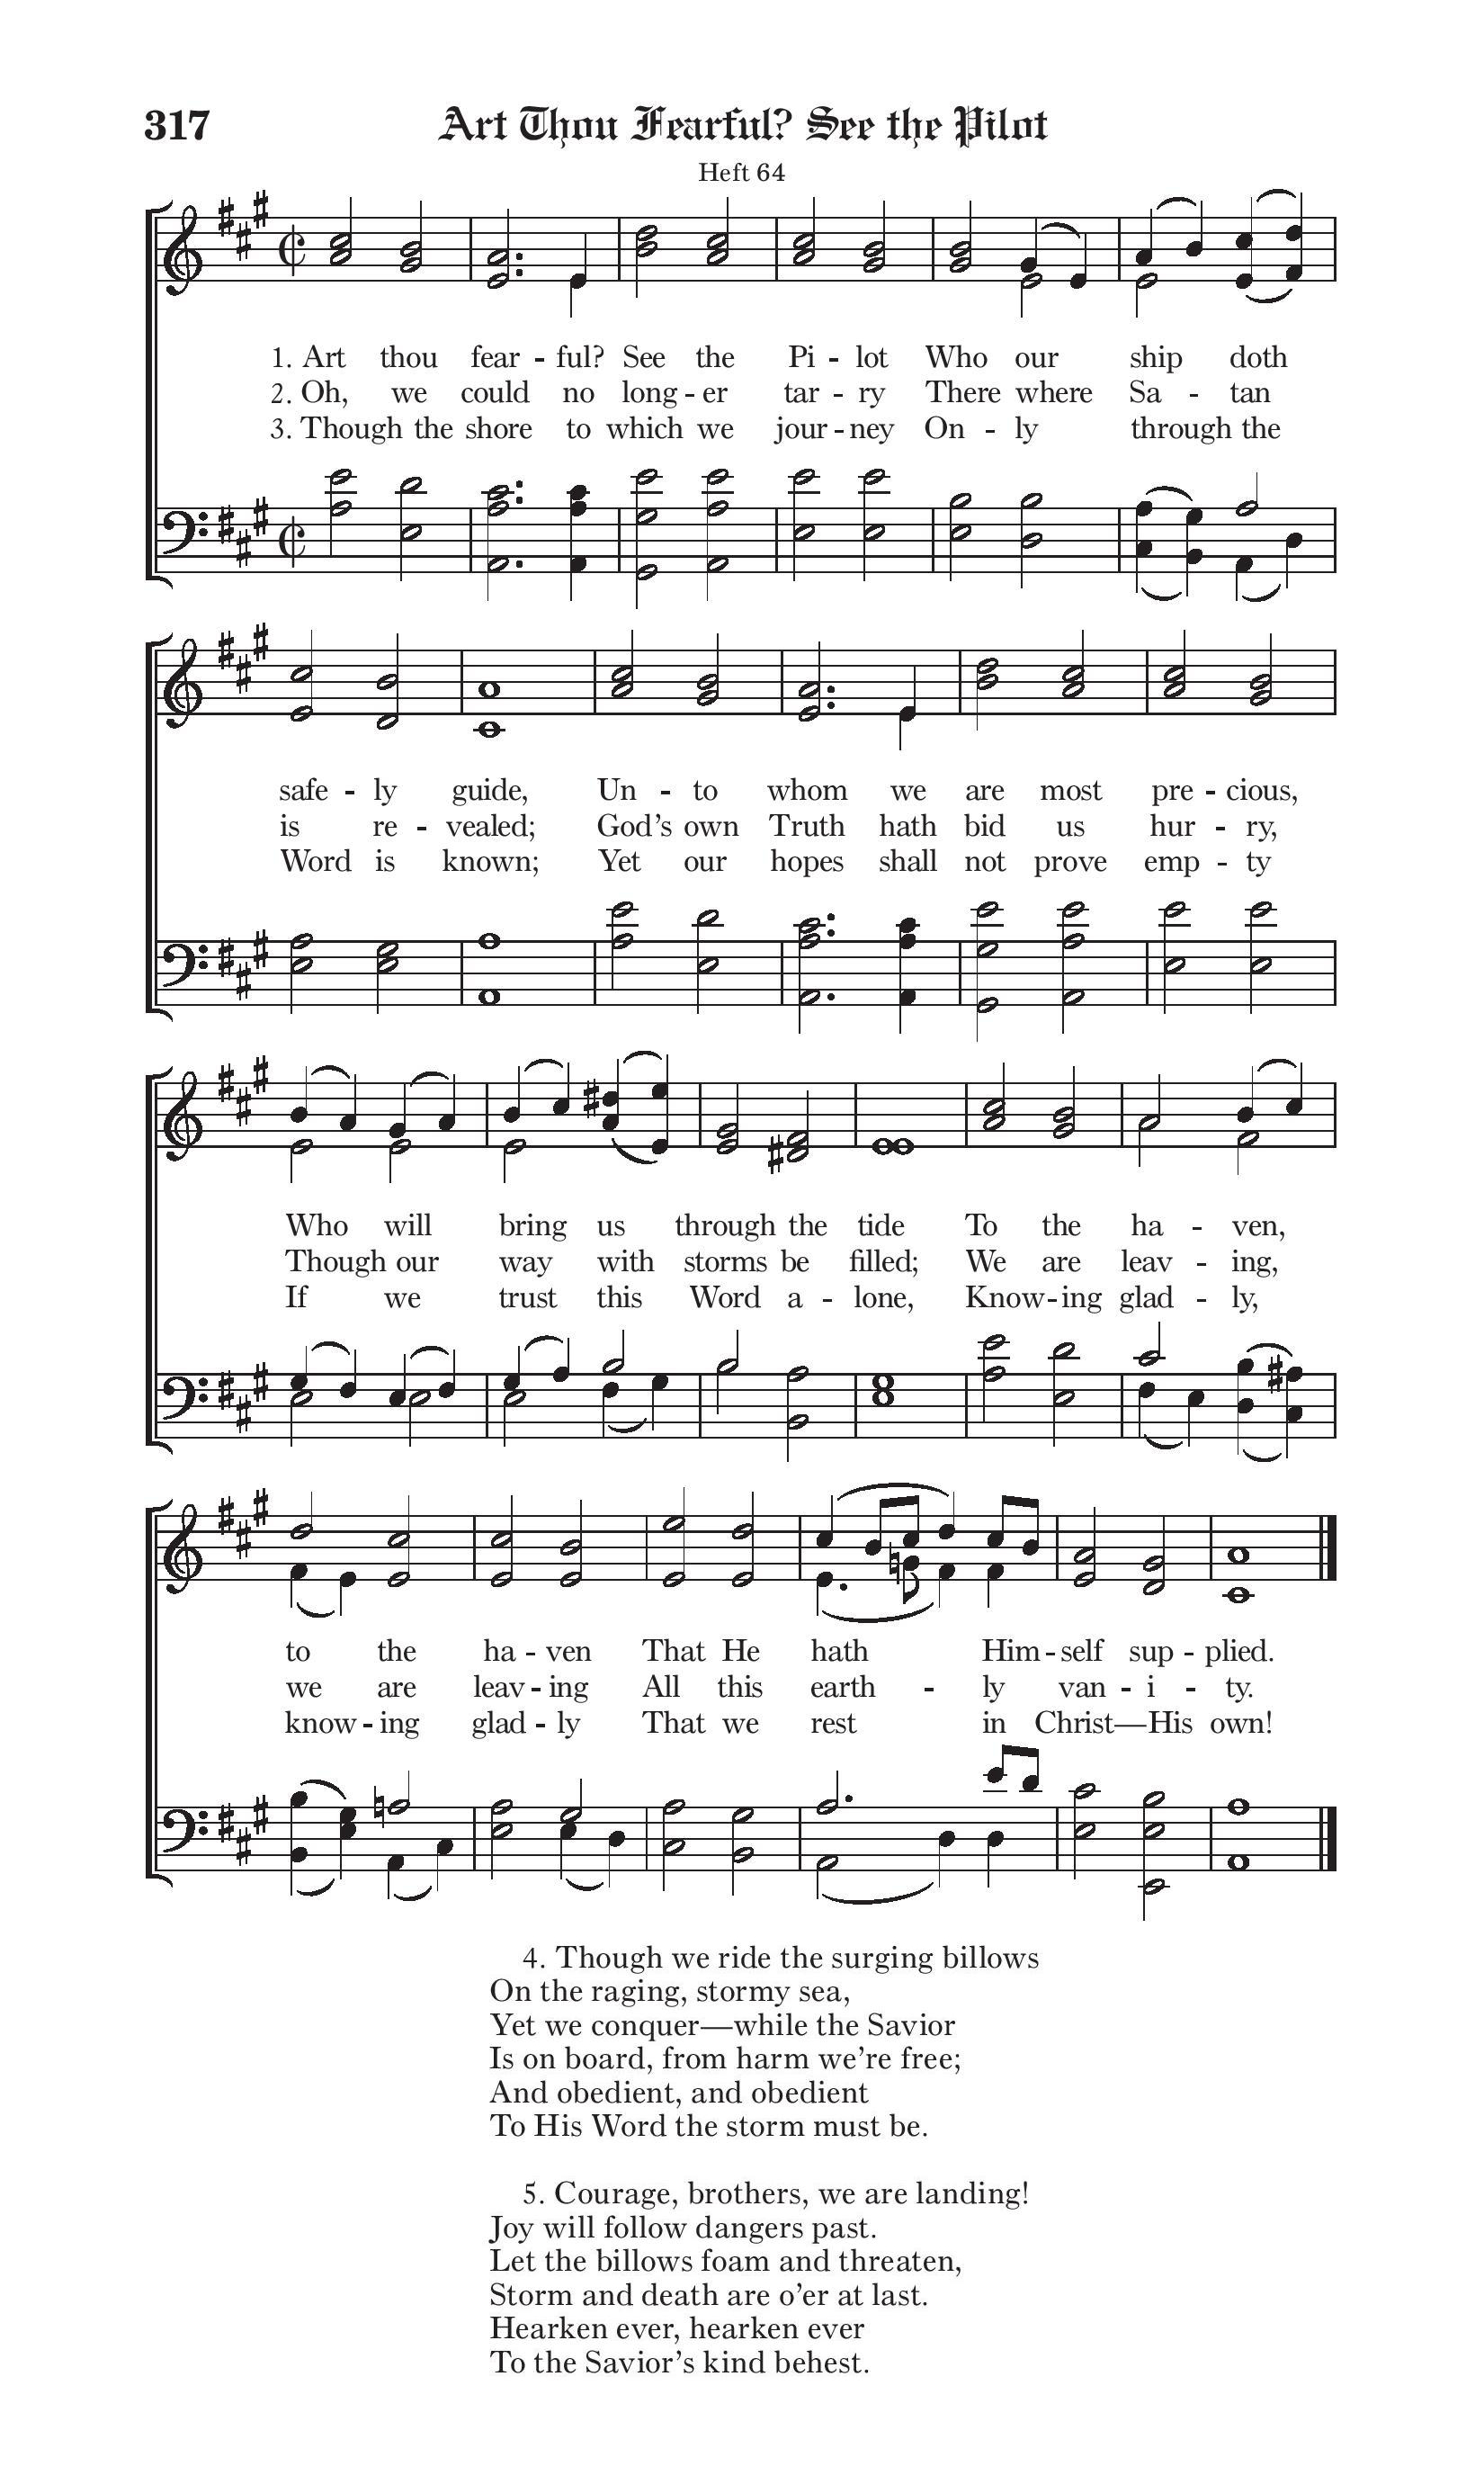 317
Art Thou Fearful? See the Pilot
Heft 64
1. Art thou fear - ful? See the Pi - lot Who our ship doth
2. Oh, we could no long - er tar - ry There where Sa - tan
3. Though the shore to which we jour - ney On - ly through the
safe - ly guide, Un - to whom we are most pre - cious,
is re - vealed; God’s own Truth hath bid us hur - ry,
Word is known; Yet our hopes shall not prove emp - ty
Who will bring us through the tide To the ha - ven,
Though our way with storms be filled; We are leav - ing,
If we trust this Word a - lone, Know - ing glad - ly,
to the ha - ven That He hath Him - self sup - plied.
we are leav - ing All this earth - ly van - i - ty.
know - ing glad - ly That we rest in Christ—His own!
4. Though we ride the surging billows
On the raging, stormy sea,
Yet we conquer—while the Savior
Is on board, from harm we’re free;
And obedient, and obedient
To His Word the storm must be.
5. Courage, brothers, we are landing!
Joy will follow dangers past.
Let the billows foam and threaten,
Storm and death are o’er at last.
Hearken ever, hearken ever
To the Savior’s kind behest.